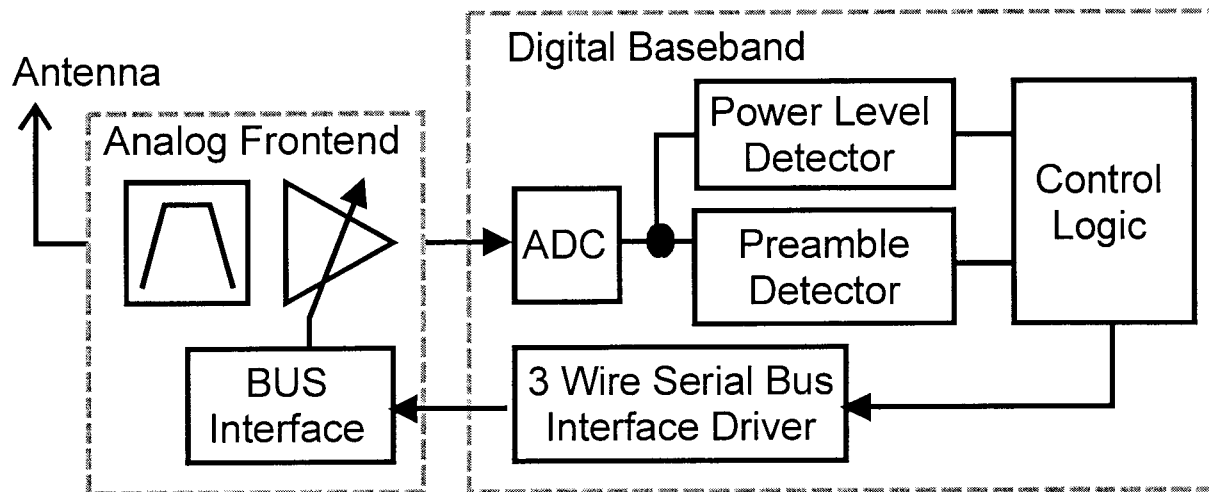 Digital Baseband
Antenna
Analog Frontend
Power Level
Detector
Control
Logic
ADC
Preamble
Detector
BUS
Interface
3 Wire Serial Bus
Interface Driver